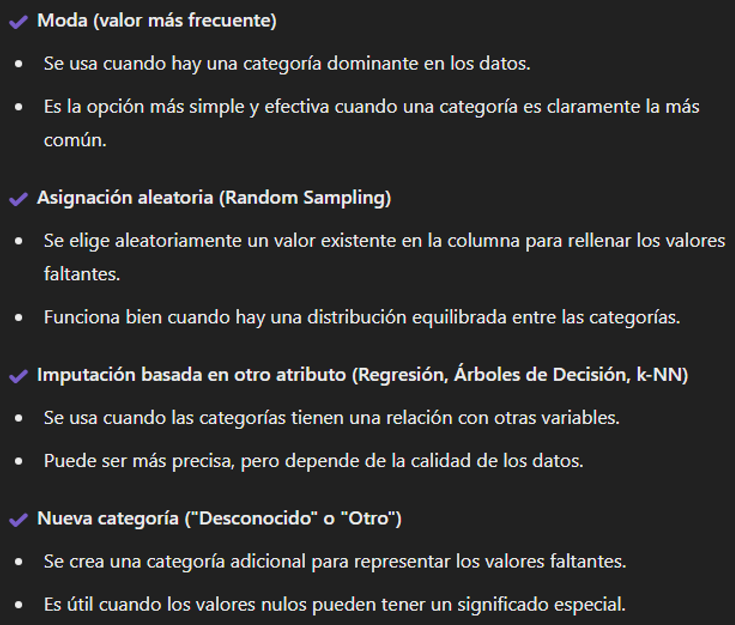 Moda (valor más frecuente)
Se usa cuando hay una categoría dominante en los datos.
Es la opción más simple y efectiva cuando una categoría es claramente la más
común.
Asignación aleatoria (Random Sampling)
Se elige aleatoriamente un valor existente en la columna para rellenar los valores
faltantes.
Funciona bien cuando hay una distribución equilibrada entre las categorías.
Imputación basada en otro atributo (Regresión, Árboles de Decisión, k-NN)
Se usa cuando las categorías tienen una relación con otras variables.
Puede ser más precisa, pero depende de la calidad de los datos.
Nueva categoría ("Desconocido" o "Otro")
Se crea una categoría adicional para representar los valores faltantes.
Es útil cuando los valores nulos pueden tener un significado especial.